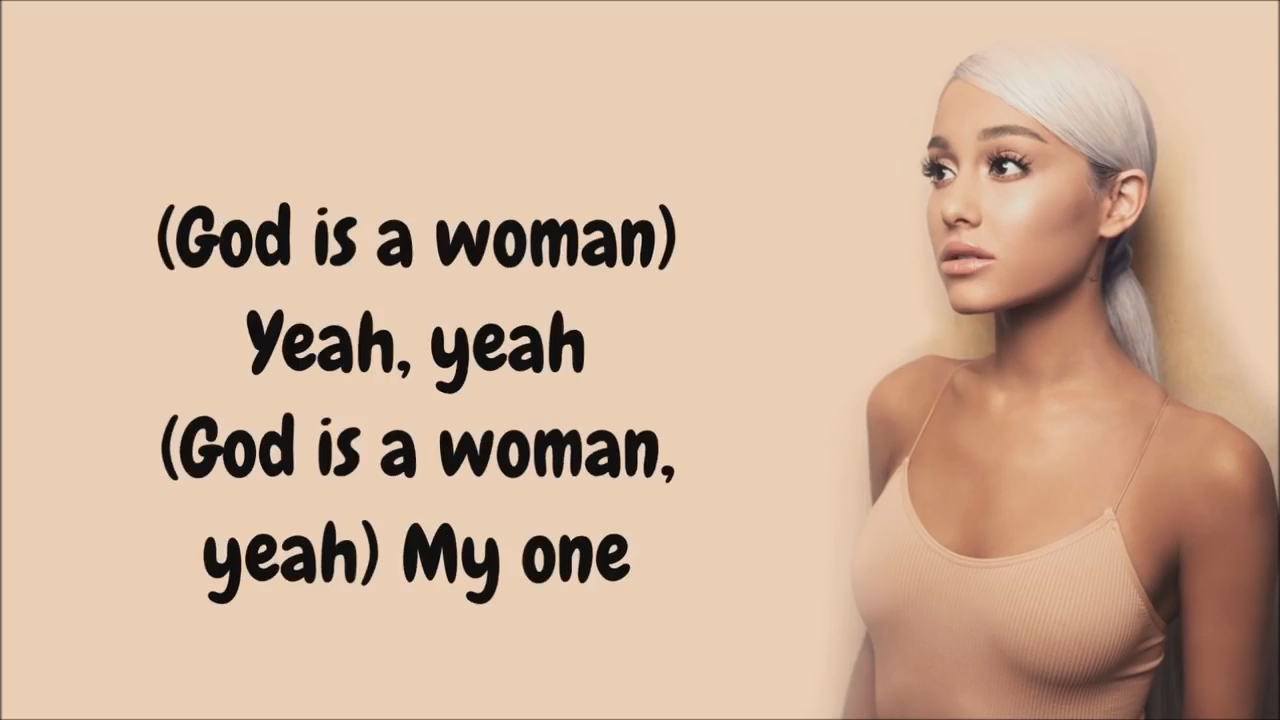 (God is a woman)
Yeah, yeah
(God is a woman,
yeah) My one